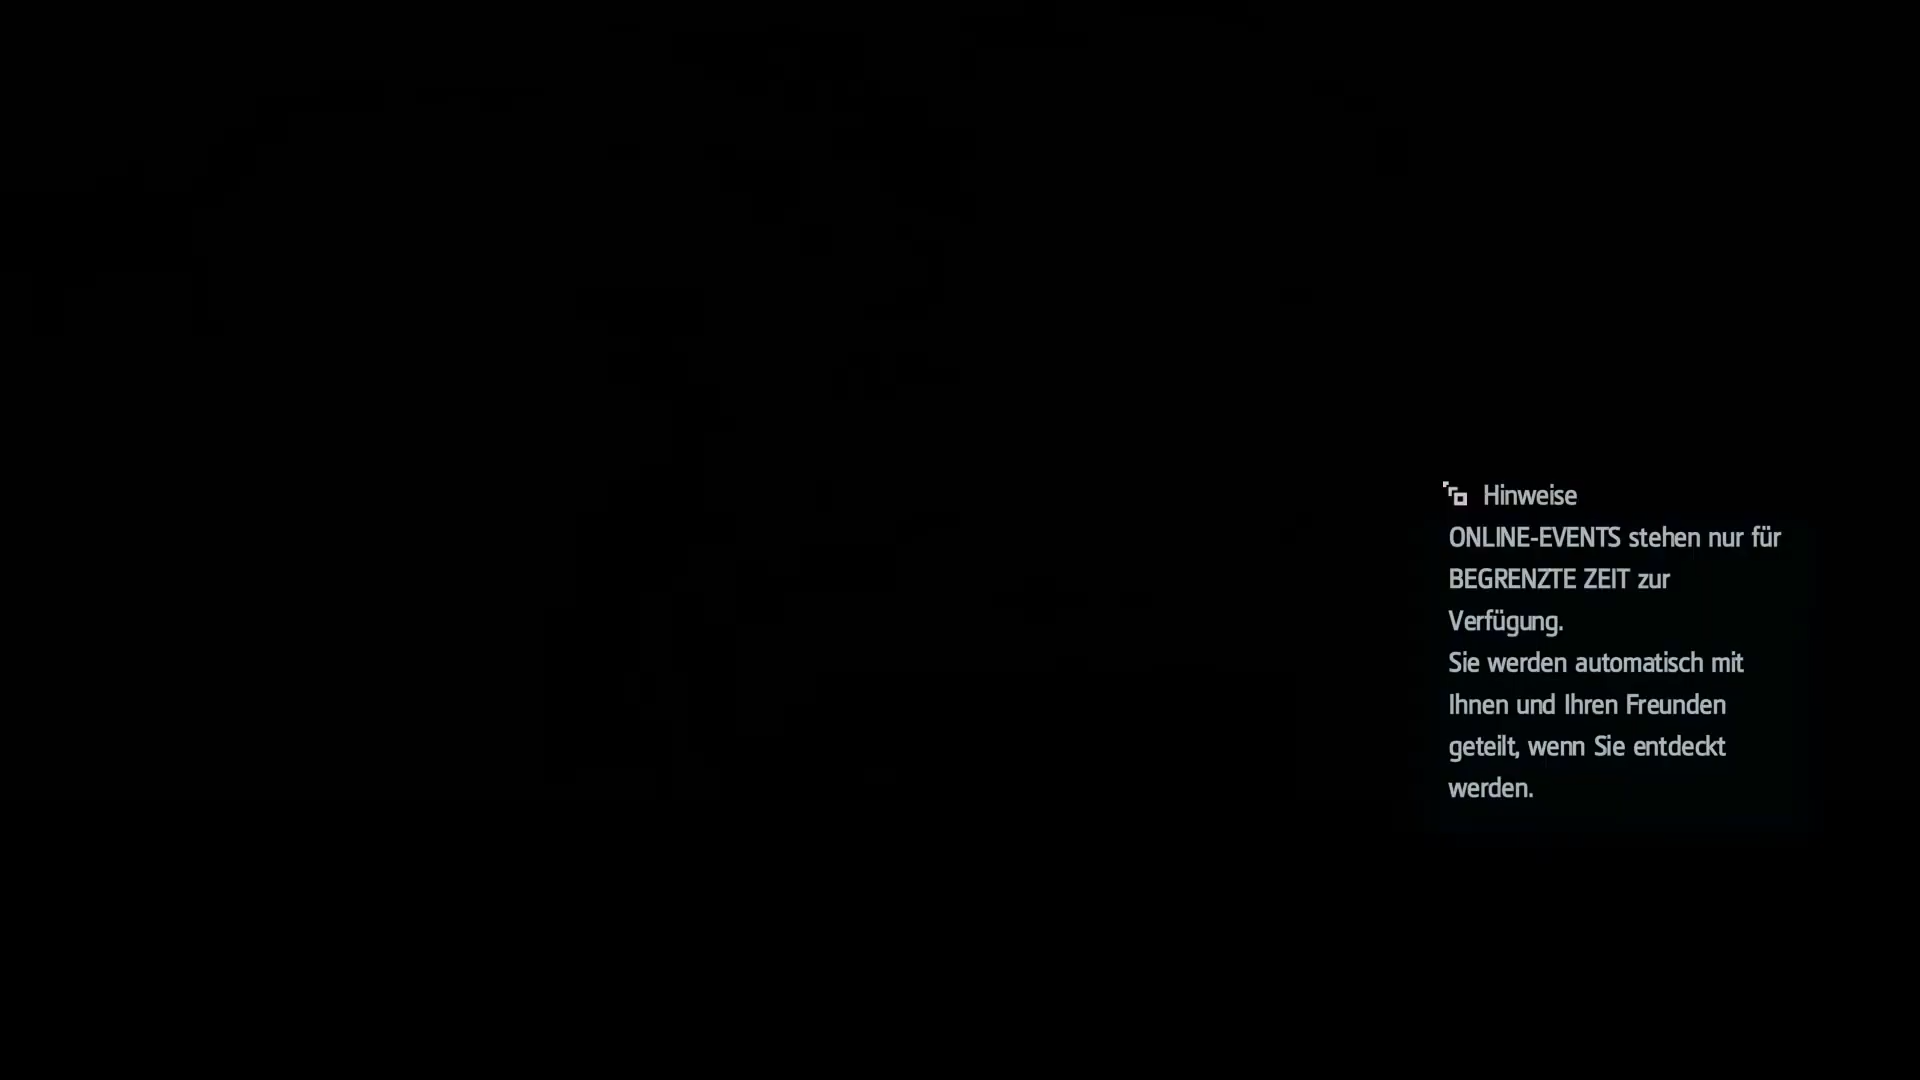 Hinweise
ONLINE-EVENTS stehen nur für
BEGRENZTE ZEIT zur
Verfügung.
Sie werden automatisch mit
Ihnen und Ihren Freunden
geteilt, wenn Sie entdeckt
werden.